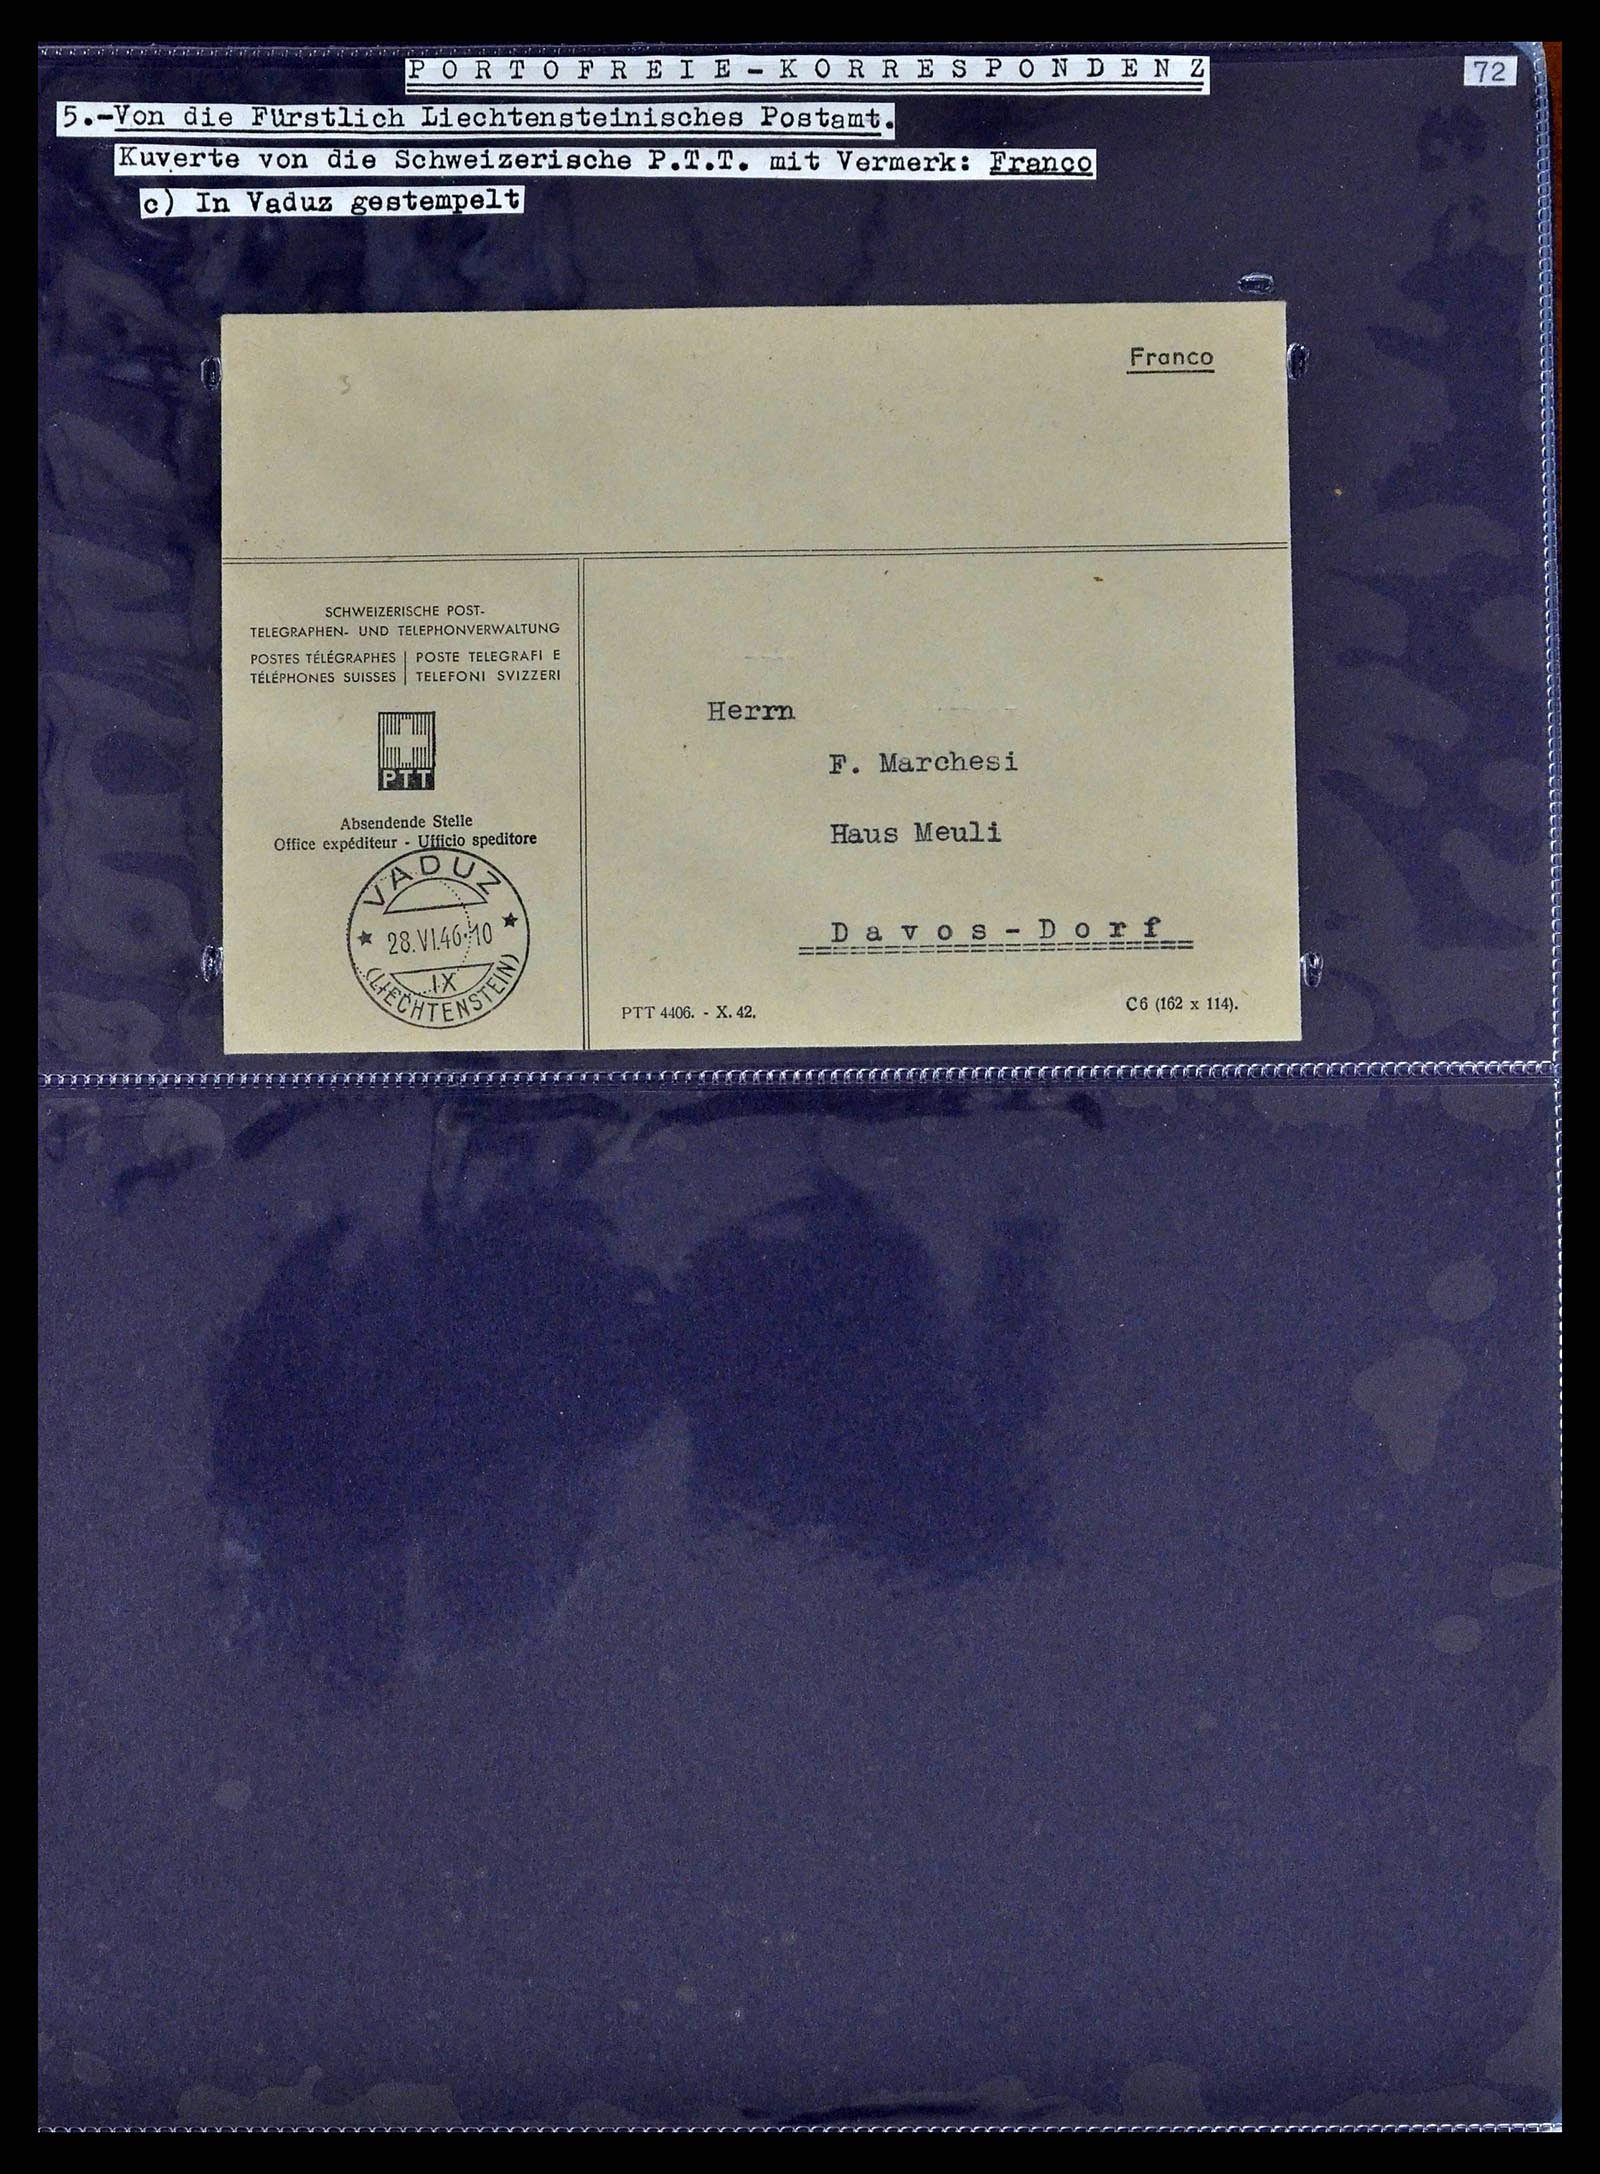 PORTOFREIE-KORRESPONDENZ
72
5.-Von die Fürstlich Liechtensteinisches Postamt.
Kuverte von die Schweizerische P.T.T. mit Vermerk: Franco
c) In Vaduz gestempelt
Franco
3
SCHWEIZERISCHE POST-
TELEGRAPHEN- UND TELEPHONVERWALTUNG
POSTES TÉLÉGRAPHES | POSTE TELEGRAFI E
TÉLÉPHONES SUISSES | TELEFONI SVIZZERI
PTT
Absendende Stelle
Office expéditeur - Ufficio speditore
VADUZ
28.VI.46-10
IX
(LIECHTENSTEIN)
Herrn
F. Marchesi
Haus Meuli
Davos-Dorf
PTT 4406. - X. 42.
C6 (162 x 114).